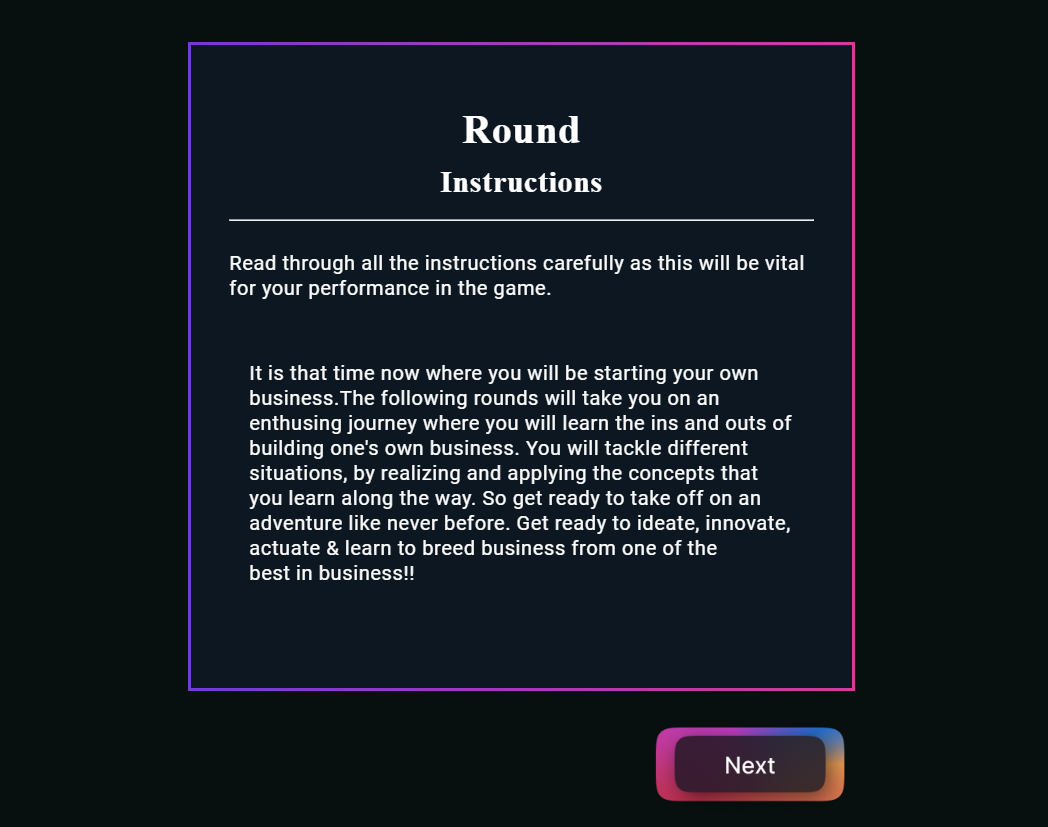 Round
Instructions
Read through all the instructions carefully as this will be vital
for your performance in the game.
It is that time now where you will be starting your own
business.The following rounds will take you on an
enthusing journey where you will learn the ins and outs of
building one's own business. You will tackle different
situations, by realizing and applying the concepts that
you learn along the way. So get ready to take off on an
adventure like never before. Get ready to ideate, innovate,
actuate & learn to breed business from one of the
best in business!!
Next